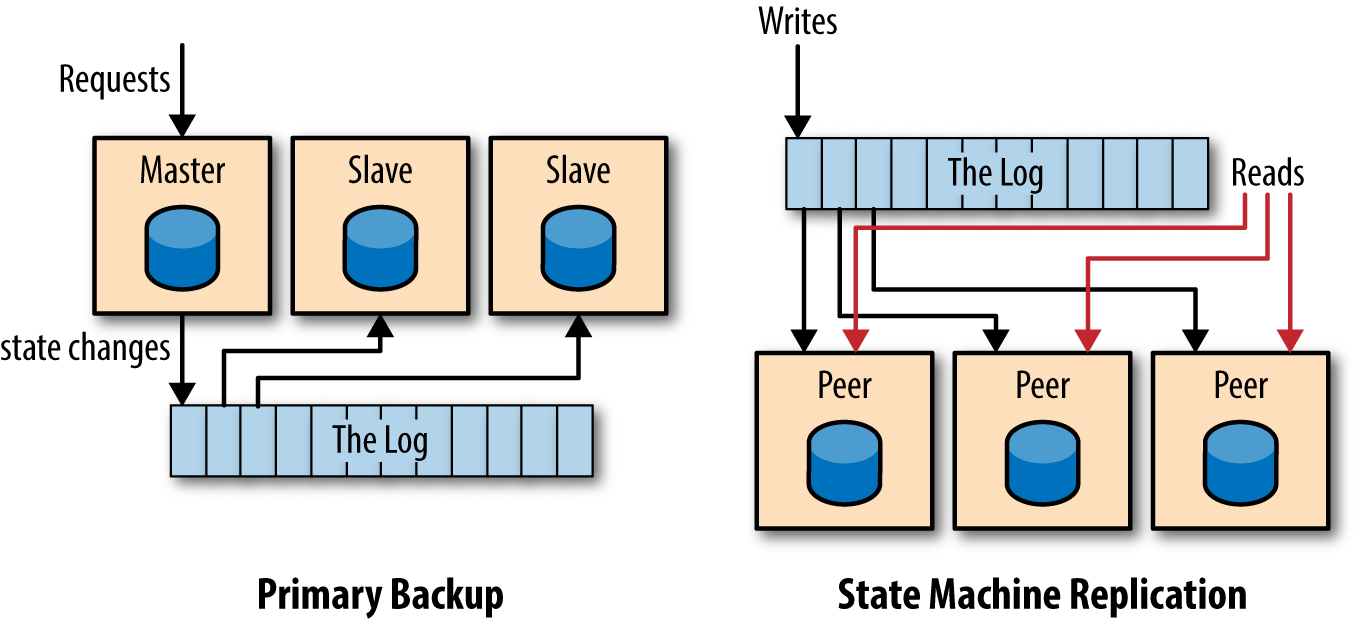 Requests
Master
Slave
Slave
state changes
The Log
Primary Backup
Writes
The Log
Reads
Peer
Peer
Peer
State Machine Replication